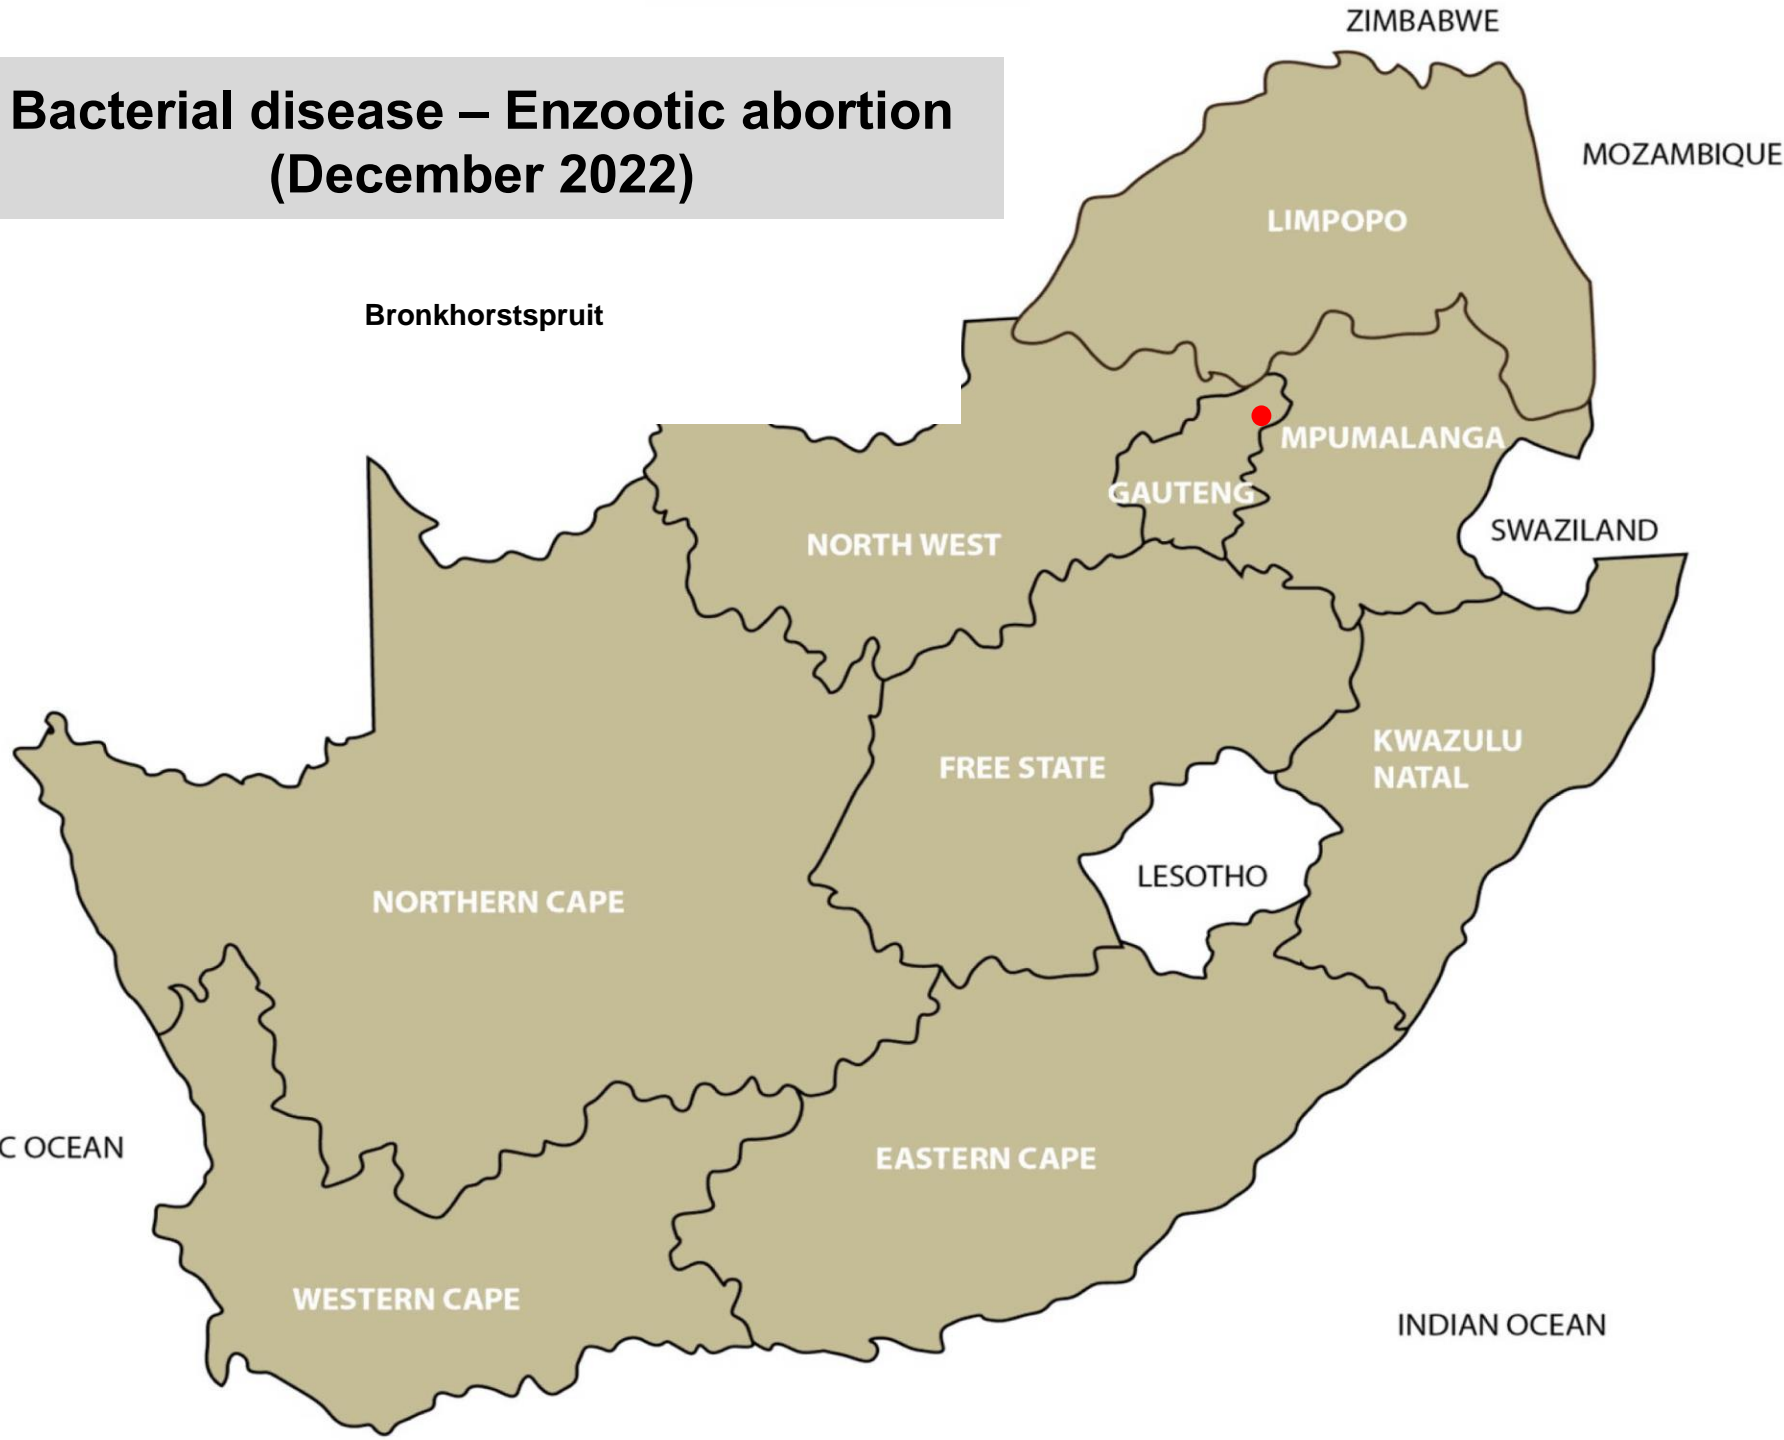 ZIMBABWE
Bacterial disease – Enzootic abortion
(December 2022)
MOZAMBIQUE
LIMPOPO
Bronkhorstspruit
MPUMALANGA
GAUTENG
NORTH WEST
SWAZILAND
KWAZULU
NATAL
FREE STATE
LESOTHO
NORTHERN CAPE
C OCEAN
EASTERN CAPE
WESTERN CAPE
INDIAN OCEAN